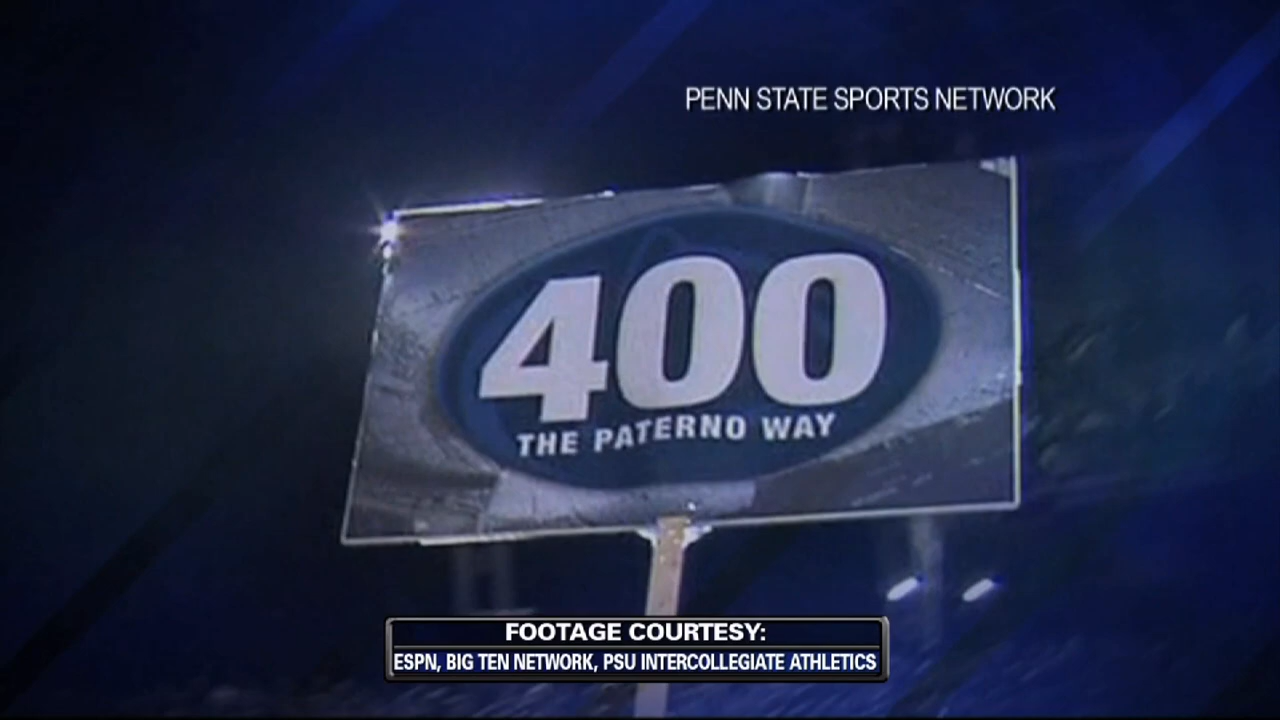 PENN STATE SPORTS NETWORK
400
THE PATERNO WAY
FOOTAGE COURTESY:
ESPN, BIG TEN NETWORK, PSU INTERCOLLEGIATE ATHLETICS